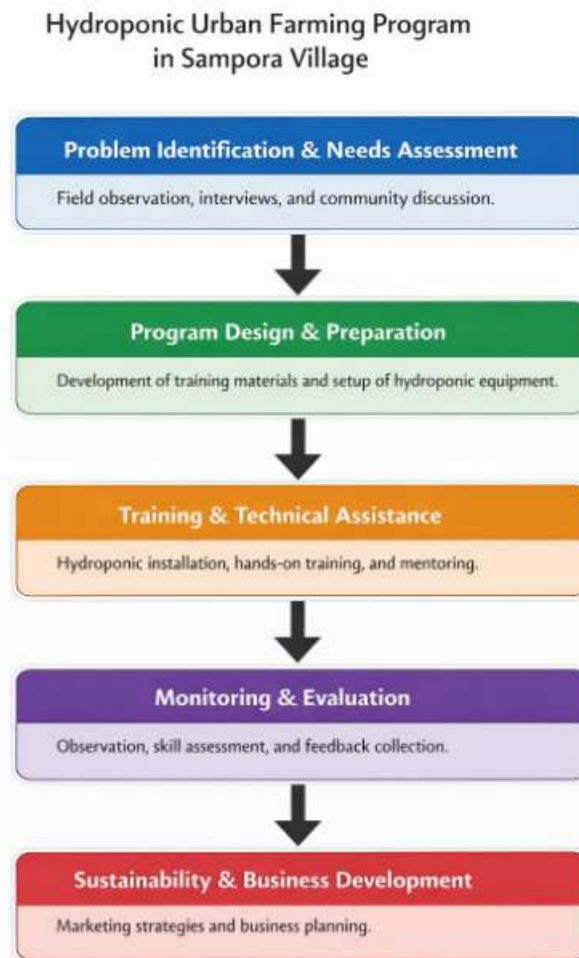 Hydroponic Urban Farming Program
in Sampora Village
Problem Identification & Needs Assessment
Field observation, interviews, and community discussion.
Program Design & Preparation
Development of training materials and setup of hydroponic equipment.
Training & Technical Assistance
Hydroponic installation, hands-on training, and mentoring.
Monitoring & Evaluation
Observation, skill assessment, and feedback collection.
Sustainability & Business Development
Marketing strategies and business planning.